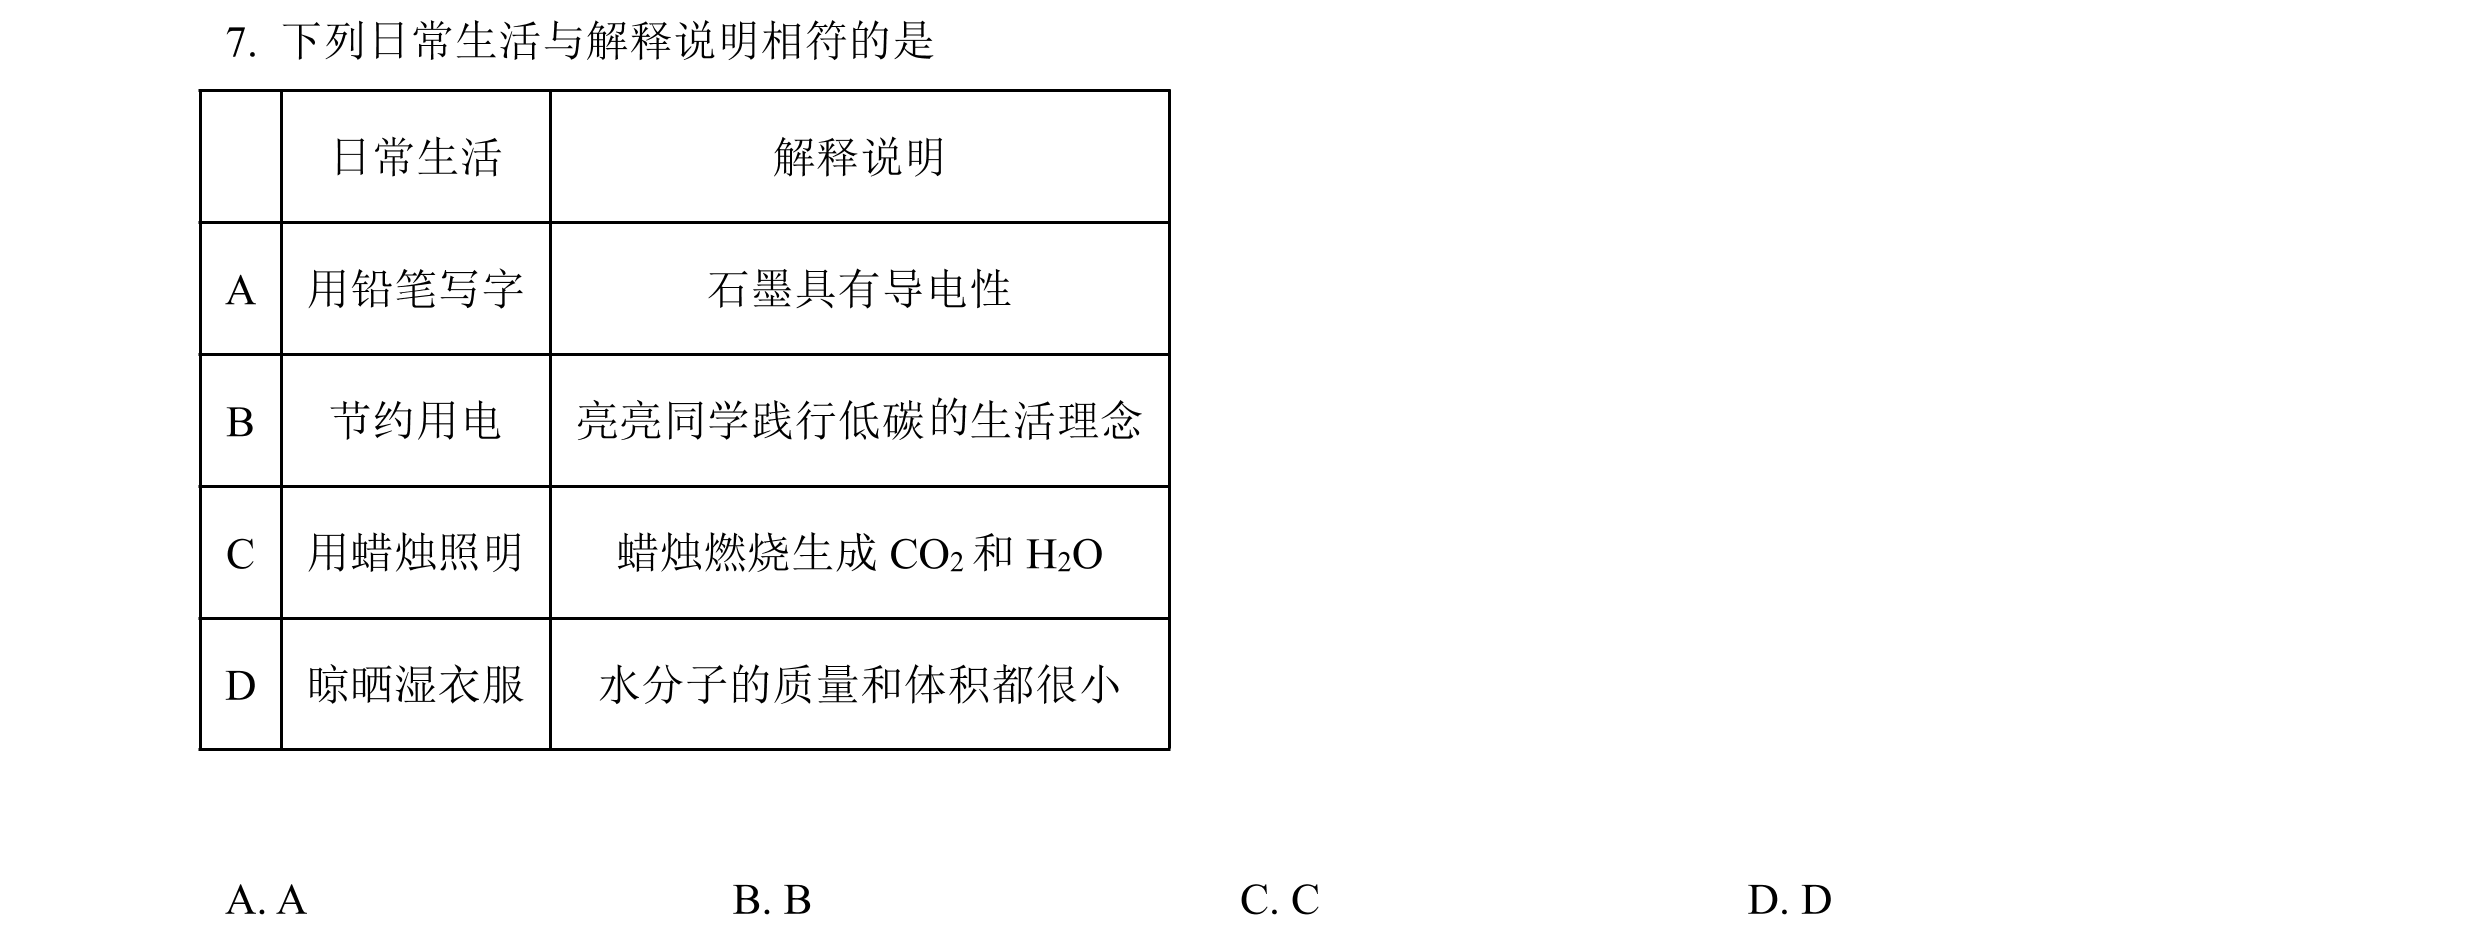 7. 下列日常生活与解释说明相符的是
日常生活 解释说明
A 用铅笔写字 石墨具有导电性
B 节约用电 亮亮同学践行低碳的生活理念
C 用蜡烛照明 蜡烛燃烧生成 CO₂ 和 H₂O
D 晾晒湿衣服 水分子的质量和体积都很小
A. A B. B C. C D. D